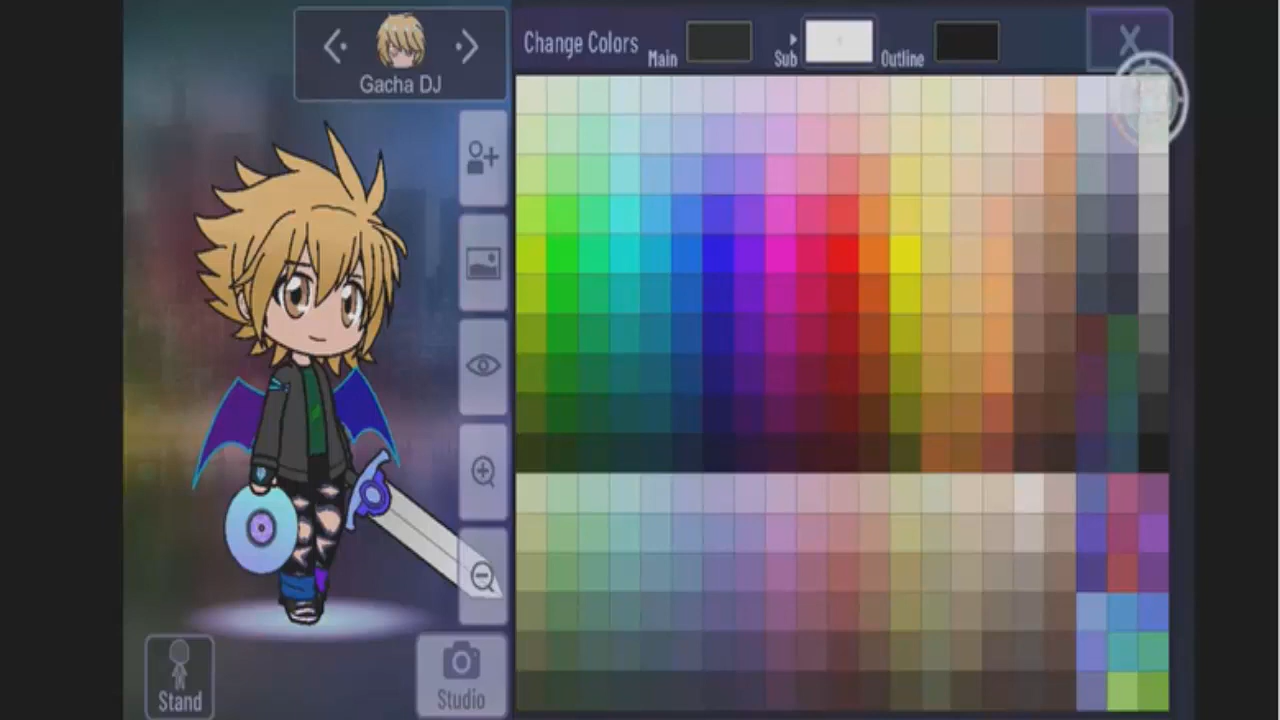 Gacha DJ
Change Colors
Main
Sub
Outline
X
Stand
Studio